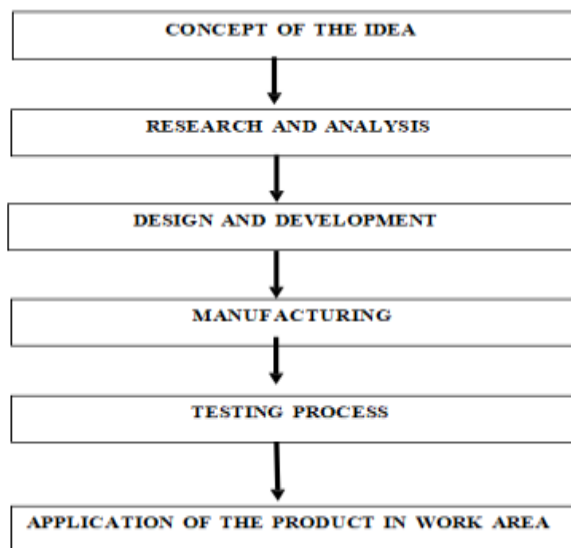 CONCEPT OF THE IDEA
RESEARCH AND ANALYSIS
DESIGN AND DEVELOPMENT
MANUFACTURING
TESTING PROCESS
APPLICATION OF THE PRODUCT IN WORK AREA